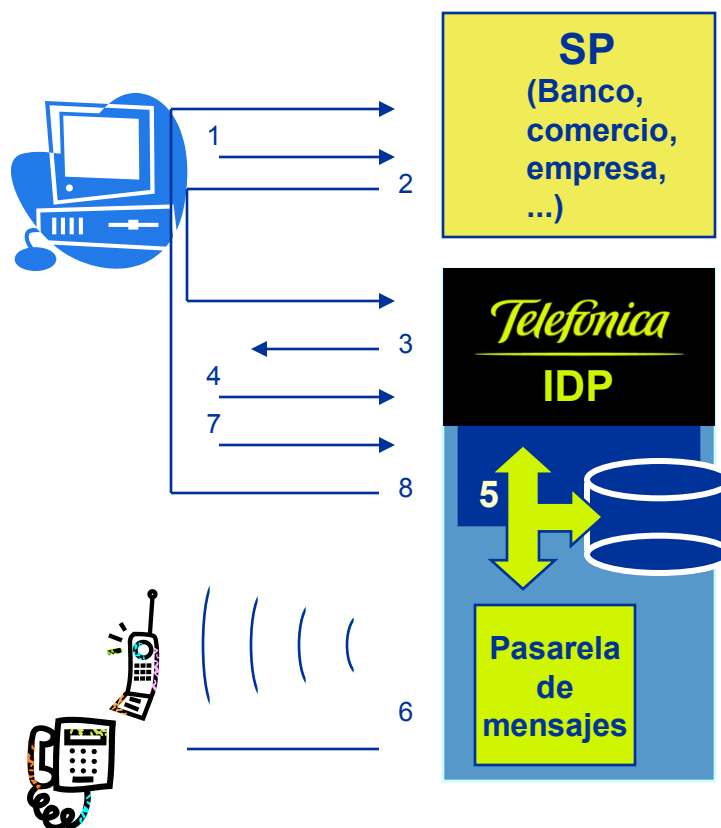 SP
(Banco,
comercio,
empresa,
...)
1
2
Telefónica
IDP
3
4
7
8
5
Pasarela
de
mensajes
6